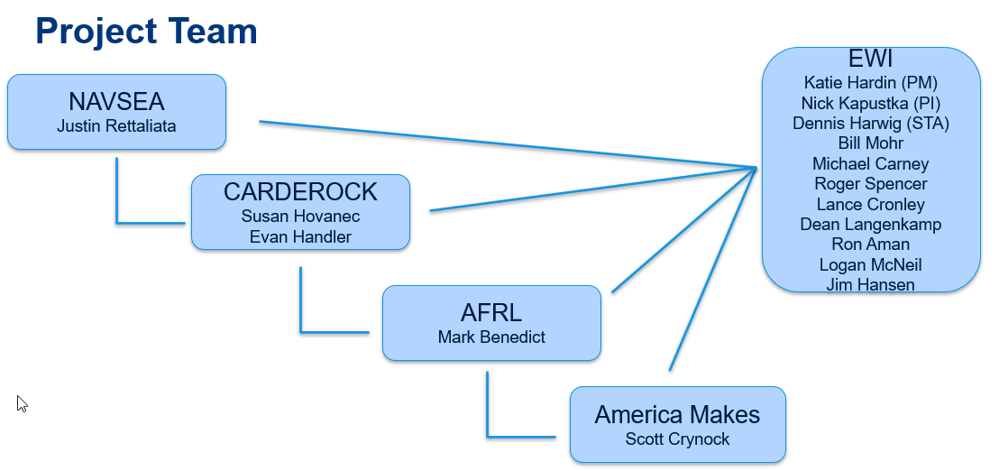 Project Team
NAVSEA
Justin Rettaliata
CARDEROCK
Susan Hovanec
Evan Handler
AFRL
Mark Benedict
America Makes
Scott Crynock
EWI
Katie Hardin (PM)
Nick Kapustka (PI)
Dennis Harwig (STA)
Bill Mohr
Michael Carney
Roger Spencer
Lance Cronley
Dean Langenkamp
Ron Aman
Logan McNeil
Jim Hansen